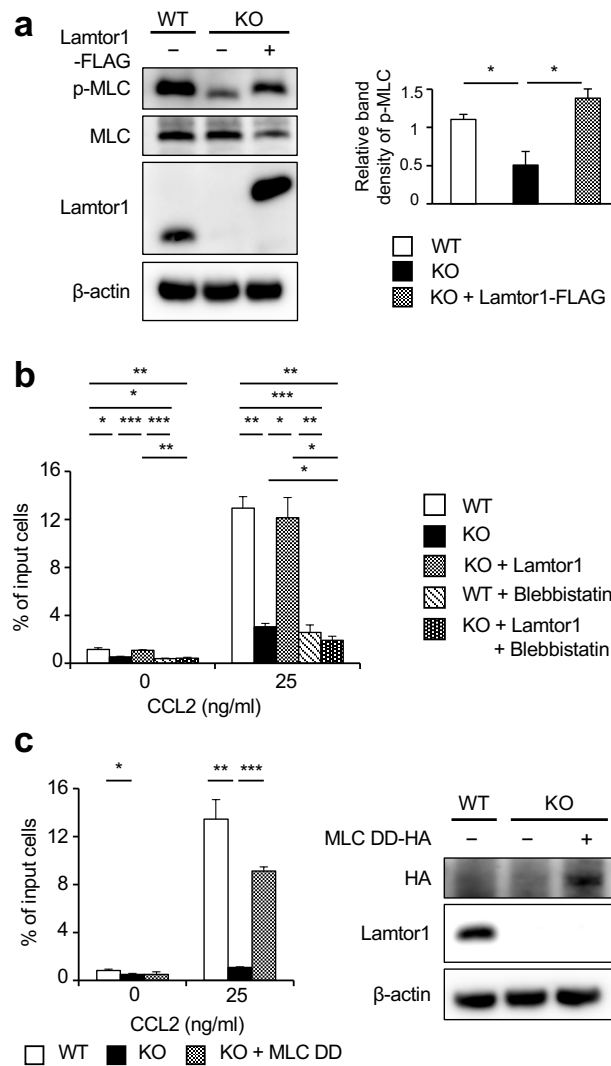 a
WT KO
Lamtor1
-FLAG
– – +
p-MLC
MLC
Lamtor1
β-actin
Relative band
density of p-MLC
1.5
1
0.5
* *
WT
KO
KO + Lamtor1-FLAG
b
** **
* ***
* *** *** ** * **
** *
*
16
12
8
4
0
% of input cells
0 25
CCL2 (ng/ml)
WT
KO
KO + Lamtor1
WT + Blebbistatin
KO + Lamtor1
+ Blebbistatin
c
* ** ***
16
12
8
4
0
% of input cells
0 25
CCL2 (ng/ml)
WT KO KO + MLC DD
WT KO
MLC DD-HA – – +
HA
Lamtor1
β-actin